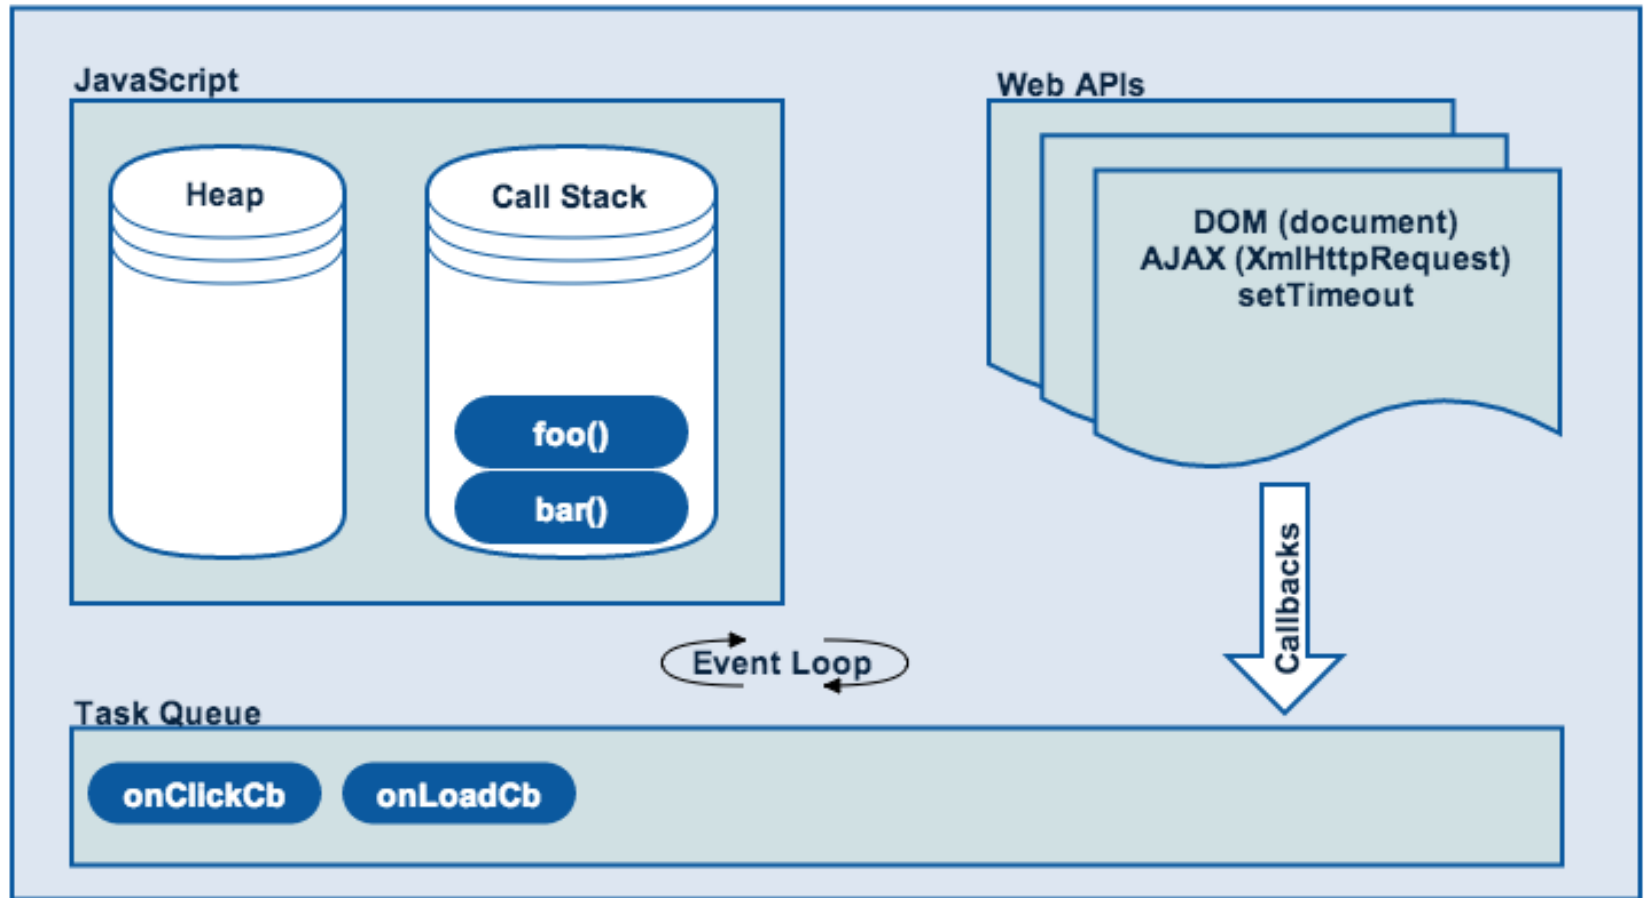 JavaScript
Heap
Call Stack
foo()
bar()
Web APIs
DOM (document)
AJAX (XmlHttpRequest)
setTimeout
Callbacks
Event Loop
Task Queue
onClickCb
onLoadCb